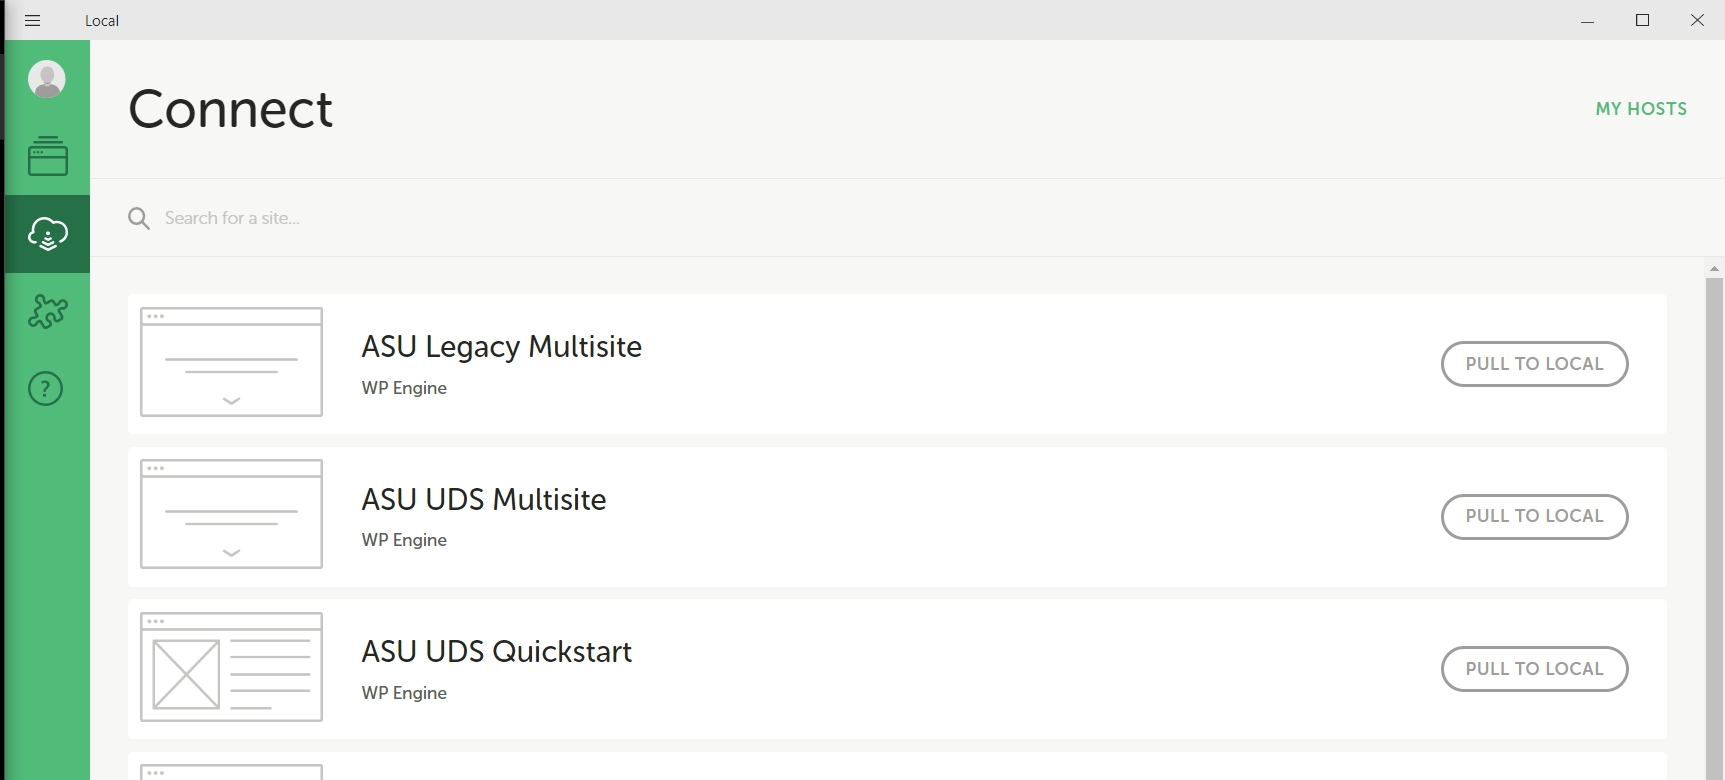 Local
Connect
MY HOSTS
Search for a site...
ASU Legacy Multisite
WP Engine
PULL TO LOCAL
ASU UDS Multisite
WP Engine
PULL TO LOCAL
ASU UDS Quickstart
WP Engine
PULL TO LOCAL